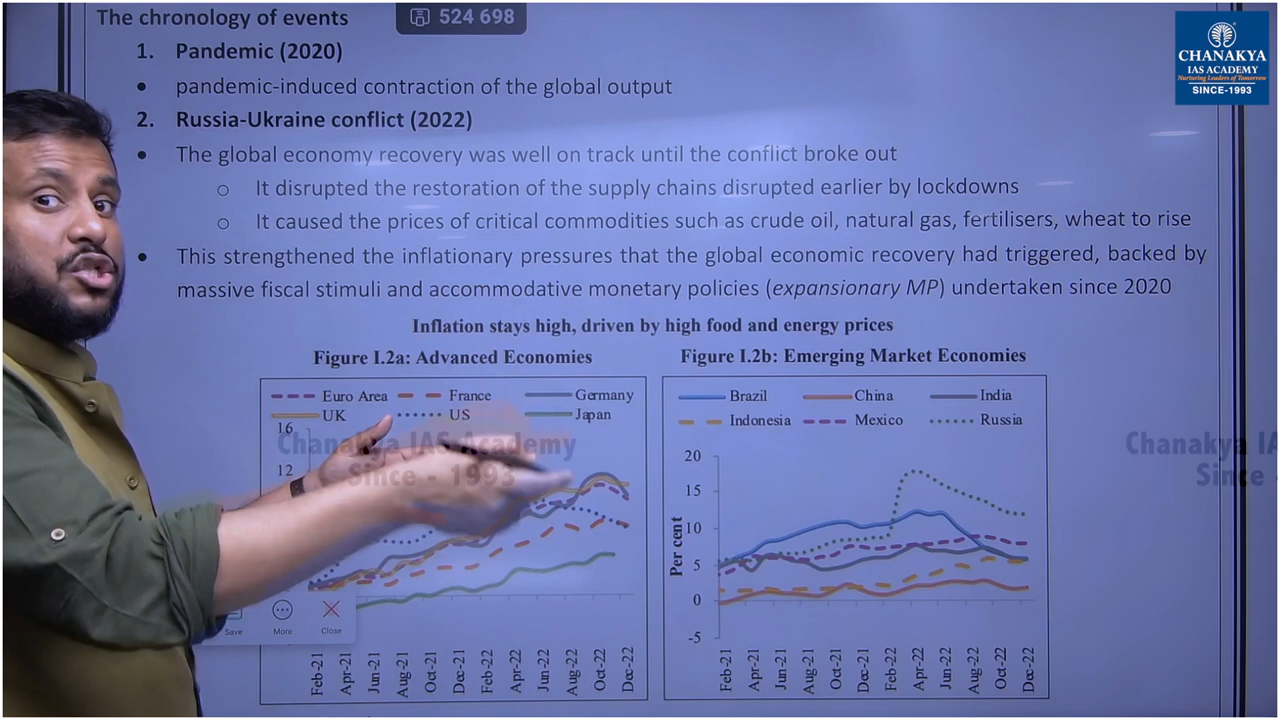 The chronology of events
524 698
CHANAKYA
IAS ACADEMY
Nurturing Leaders of Tomorrow
SINCE-1993
1. Pandemic (2020)
• pandemic-induced contraction of the global output
2. Russia-Ukraine conflict (2022)
• The global economy recovery was well on track until the conflict broke out
o It disrupted the restoration of the supply chains disrupted earlier by lockdowns
o It caused the prices of critical commodities such as crude oil, natural gas, fertilisers, wheat to rise
• This strengthened the inflationary pressures that the global economic recovery had triggered, backed by
massive fiscal stimuli and accommodative monetary policies (expansionary MP) undertaken since 2020
Inflation stays high, driven by high food and energy prices
Figure I.2a: Advanced Economies
Euro Area France Germany
UK US Japan
16
12
Chanakya IAS Academy
Since - 1993
Save More Close
Feb-21 Apr-21 Jun-21 Aug-21 Oct-21 Dec-21 Feb-22 Apr-22 Jun-22 Aug-22 Oct-22 Dec-22
Figure I.2b: Emerging Market Economies
Brazil China India
Indonesia Mexico Russia
Per cent
20
15
10
5
0
-5
Feb-21 Apr-21 Jun-21 Aug-21 Oct-21 Dec-21 Feb-22 Apr-22 Jun-22 Aug-22 Oct-22 Dec-22
Chanakya IA
Since -